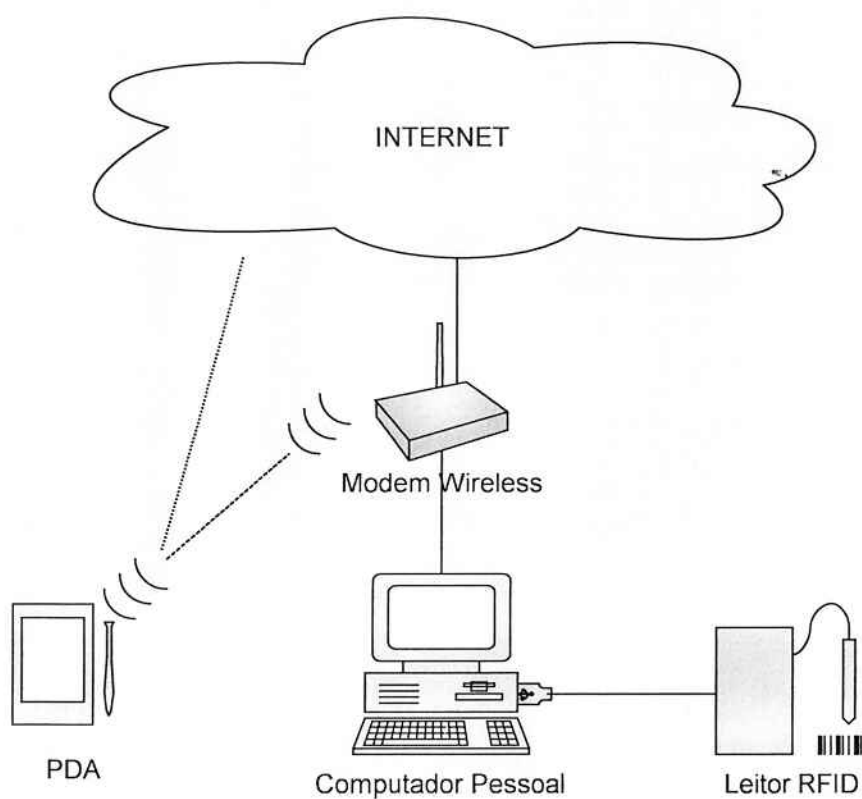 INTERNET
Modem Wireless
PDA
Computador Pessoal
Leitor RFID